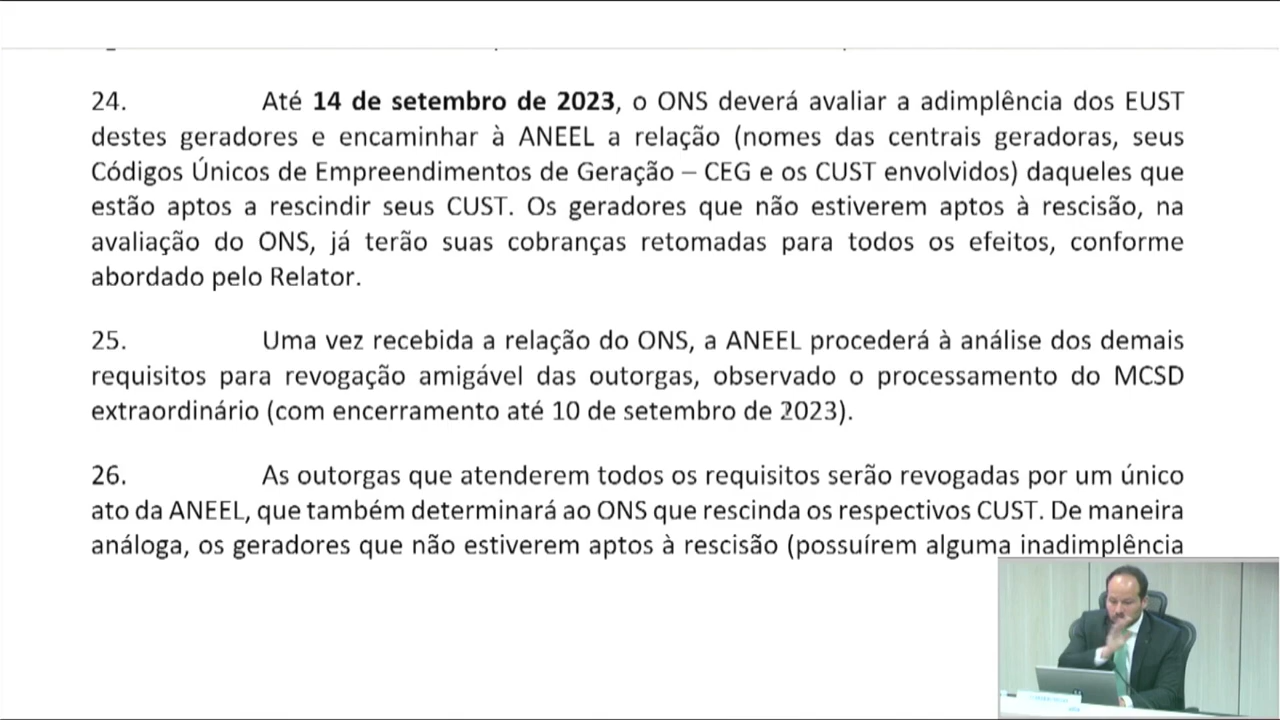 24. Até 14 de setembro de 2023, o ONS deverá avaliar a adimplência dos EUST
destes geradores e encaminhar à ANEEL a relação (nomes das centrais geradoras, seus
Códigos Únicos de Empreendimentos de Geração – CEG e os CUST envolvidos) daqueles que
estão aptos a rescindir seus CUST. Os geradores que não estiverem aptos à rescisão, na
avaliação do ONS, já terão suas cobranças retomadas para todos os efeitos, conforme
abordado pelo Relator.
25. Uma vez recebida a relação do ONS, a ANEEL procederá à análise dos demais
requisitos para revogação amigável das outorgas, observado o processamento do MCSD
extraordinário (com encerramento até 10 de setembro de 2023).
26. As outorgas que atenderem todos os requisitos serão revogadas por um único
ato da ANEEL, que também determinará ao ONS que rescinda os respectivos CUST. De maneira
análoga, os geradores que não estiverem aptos à rescisão (possuírem alguma inadimplência